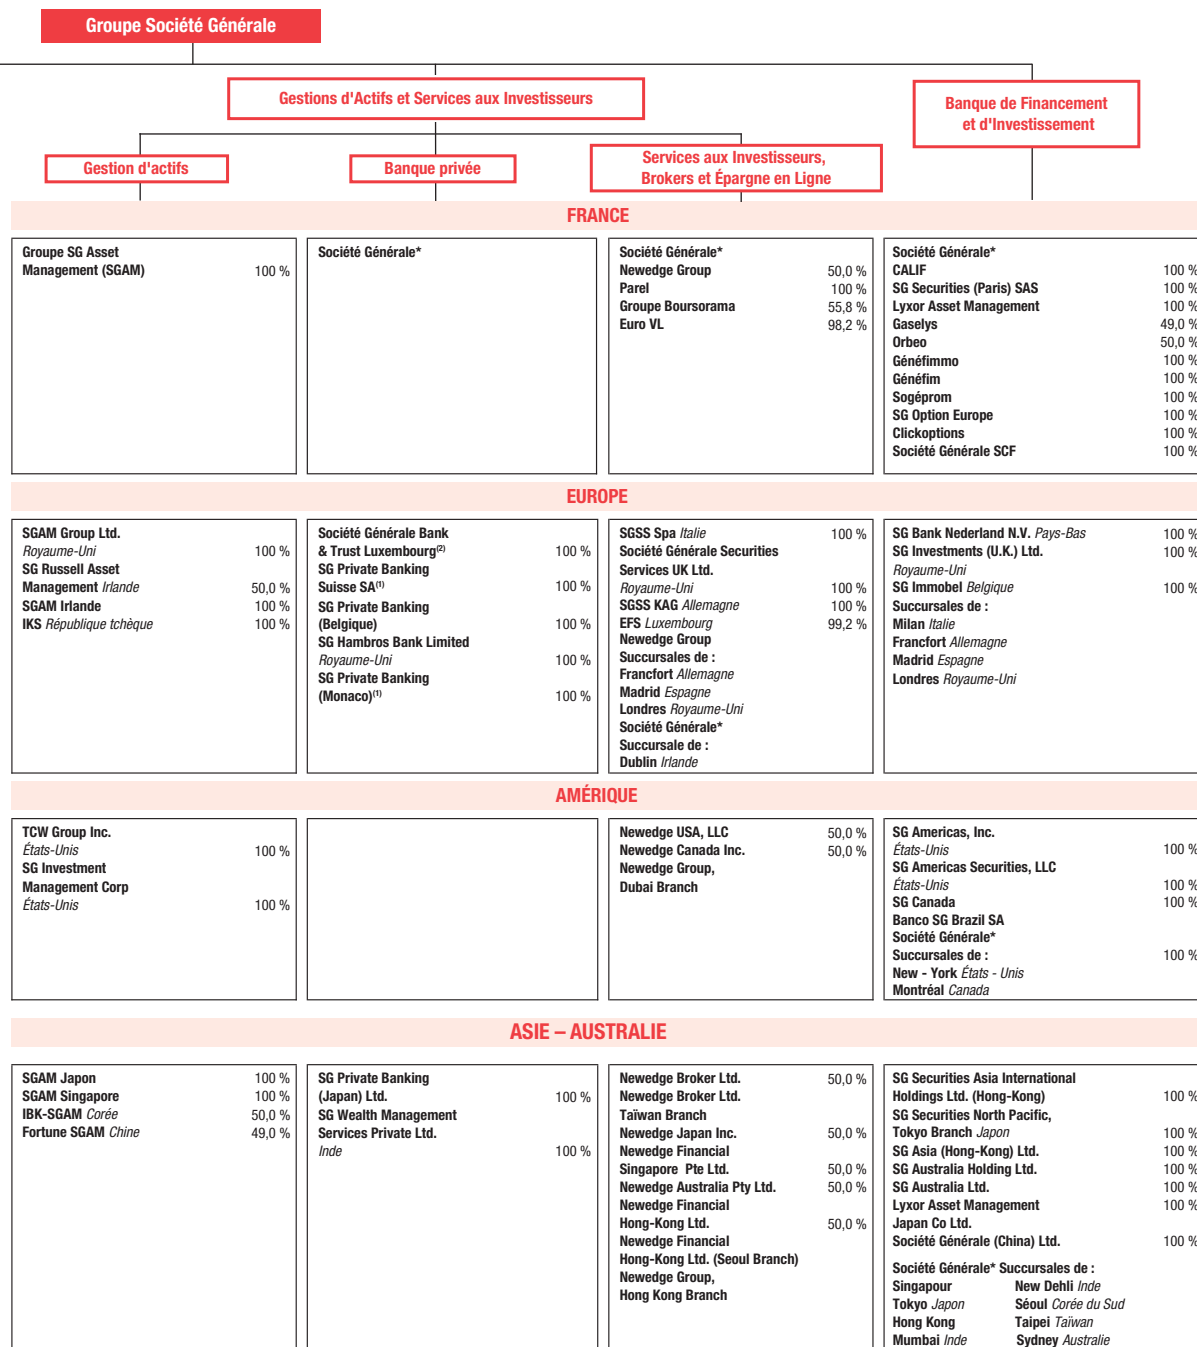 Groupe Société Générale
Gestions d'Actifs et Services aux Investisseurs
Banque de Financement
et d'Investissement
Gestion d'actifs
Banque privée
Services aux Investisseurs,
Brokers et Épargne en Ligne
FRANCE
Groupe SG Asset
Management (SGAM) 100 %
Société Générale*
Société Générale*
Newedge Group 50,0 %
Parel 100 %
Groupe Boursorama 55,8 %
Euro VL 98,2 %
Société Générale*
CALIF 100 %
SG Securities (Paris) SAS 100 %
Lyxor Asset Management 100 %
Gaselys 49,0 %
Orbeo 50,0 %
Généfimmo 100 %
Généfim 100 %
Sogéprom 100 %
SG Option Europe 100 %
Clickoptions 100 %
Société Générale SCF 100 %
EUROPE
SGAM Group Ltd.
Royaume-Uni 100 %
SG Russell Asset
Management Irlande 50,0 %
SGAM Irlande 100 %
IKS République tchèque 100 %
Société Générale Bank
& Trust Luxembourg(2) 100 %
SG Private Banking
Suisse SA(1) 100 %
SG Private Banking
(Belgique) 100 %
SG Hambros Bank Limited
Royaume-Uni 100 %
SG Private Banking
(Monaco)(1) 100 %
SGSS Spa Italie 100 %
Société Générale Securities
Services UK Ltd.
Royaume-Uni 100 %
SGSS KAG Allemagne 100 %
EFS Luxembourg 99,2 %
Newedge Group
Succursales de :
Francfort Allemagne
Madrid Espagne
Londres Royaume-Uni
Société Générale*
Succursale de :
Dublin Irlande
SG Bank Nederland N.V. Pays-Bas 100 %
SG Investments (U.K.) Ltd. 100 %
Royaume-Uni
SG Immobel Belgique 100 %
Succursales de :
Milan Italie
Francfort Allemagne
Madrid Espagne
Londres Royaume-Uni
AMÉRIQUE
TCW Group Inc.
États-Unis 100 %
SG Investment
Management Corp
États-Unis 100 %
Newedge USA, LLC 50,0 %
Newedge Canada Inc. 50,0 %
Newedge Group,
Dubai Branch
SG Americas, Inc.
États-Unis 100 %
SG Americas Securities, LLC
États-Unis 100 %
SG Canada 100 %
Banco SG Brazil SA
Société Générale*
Succursales de : 100 %
New - York États - Unis
Montréal Canada
ASIE – AUSTRALIE
SGAM Japon 100 %
SGAM Singapore 100 %
IBK-SGAM Corée 50,0 %
Fortune SGAM Chine 49,0 %
SG Private Banking
(Japan) Ltd. 100 %
SG Wealth Management
Services Private Ltd.
Inde 100 %
Newedge Broker Ltd. 50,0 %
Newedge Broker Ltd.
Taïwan Branch
Newedge Japan Inc. 50,0 %
Newedge Financial
Singapore Pte Ltd. 50,0 %
Newedge Australia Pty Ltd. 50,0 %
Newedge Financial
Hong-Kong Ltd. 50,0 %
Newedge Financial
Hong-Kong Ltd. (Seoul Branch)
Newedge Group,
Hong Kong Branch
SG Securities Asia International
Holdings Ltd. (Hong-Kong) 100 %
SG Securities North Pacific,
Tokyo Branch Japon 100 %
SG Asia (Hong-Kong) Ltd. 100 %
SG Australia Holding Ltd. 100 %
SG Australia Ltd. 100 %
Lyxor Asset Management 100 %
Japan Co Ltd.
Société Générale (China) Ltd. 100 %
Société Générale* Succursales de :
Singapour New Dehli Inde
Tokyo Japon Séoul Corée du Sud
Hong Kong Taipei Taïwan
Mumbai Inde Sydney Australie